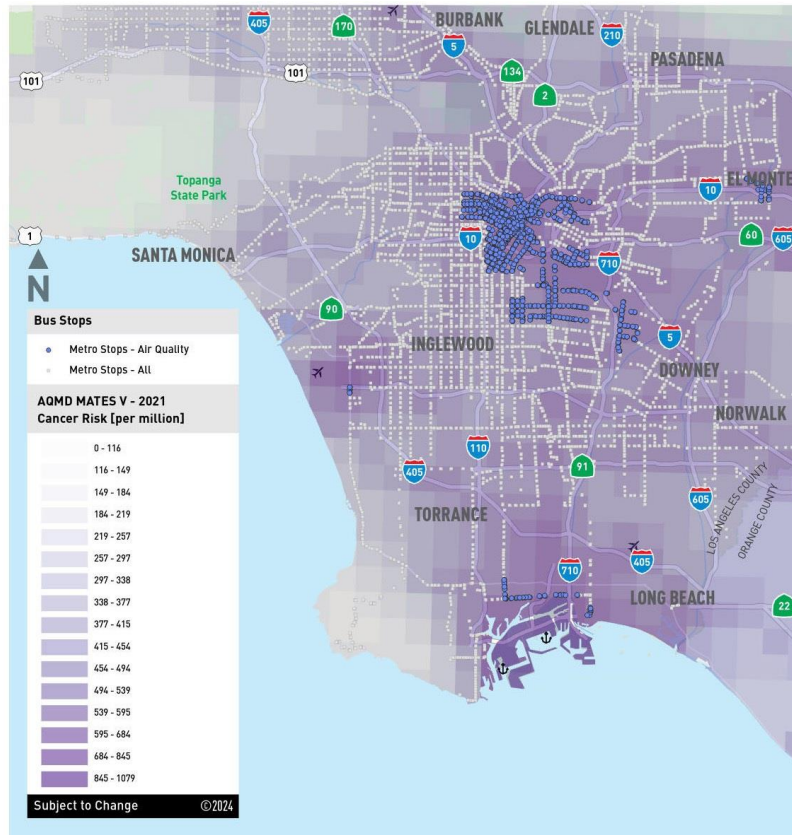 BURBANK
GLENDALE
PASADENA
405
170
5
210
134
2
101
101
EL MONTE
10
Topanga
State Park
1
SANTA MONICA
10
60
605
710
N
90
INGLEWOOD
5
DOWNEY
NORWALK
110
405
91
605
LOS ANGELES COUNTY
ORANGE COUNTY
TORRANCE
710
405
LONG BEACH
22
Bus Stops
Metro Stops - Air Quality
Metro Stops - All
AQMD MATES V - 2021
Cancer Risk [per million]
0 - 116
116 - 149
149 - 184
184 - 219
219 - 257
257 - 297
297 - 338
338 - 377
377 - 415
415 - 454
454 - 494
494 - 539
539 - 595
595 - 684
684 - 845
845 - 1079
Subject to Change ©2024